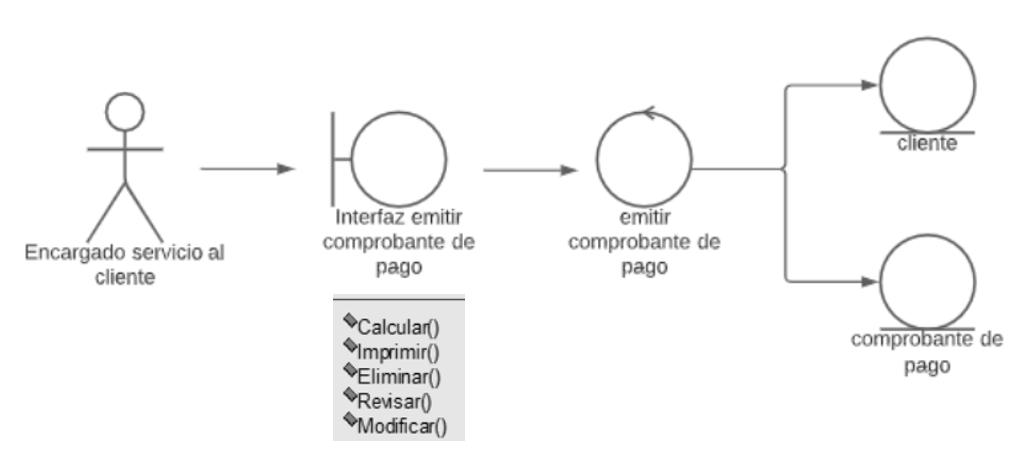 Encargado servicio al
cliente
Interfaz emitir
comprobante de
pago
Calcular()
Imprimir()
Eliminar()
Revisar()
Modificar()
emitir
comprobante de
pago
cliente
comprobante de
pago